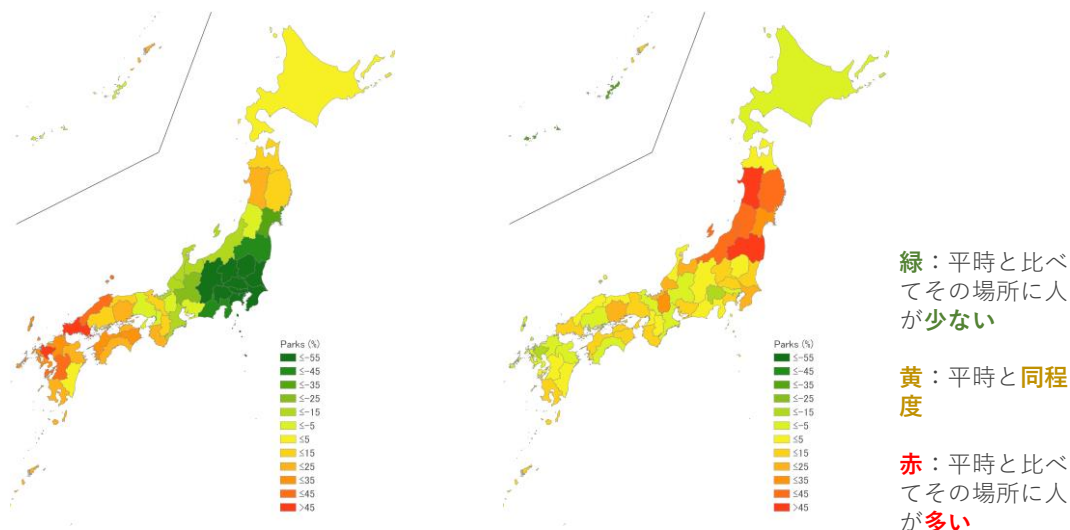 Parks (%)
≤-55
≤-45
≤-35
≤-25
≤-15
≤-5
≤5
≤15
≤25
≤35
≤45
>45
Parks (%)
≤-55
≤-45
≤-35
≤-25
≤-15
≤-5
≤5
≤15
≤25
≤35
≤45
>45
緑：平時と比べ
てその場所に人
が少ない
黄：平時と同程
度
赤：平時と比べ
てその場所に人
が多い